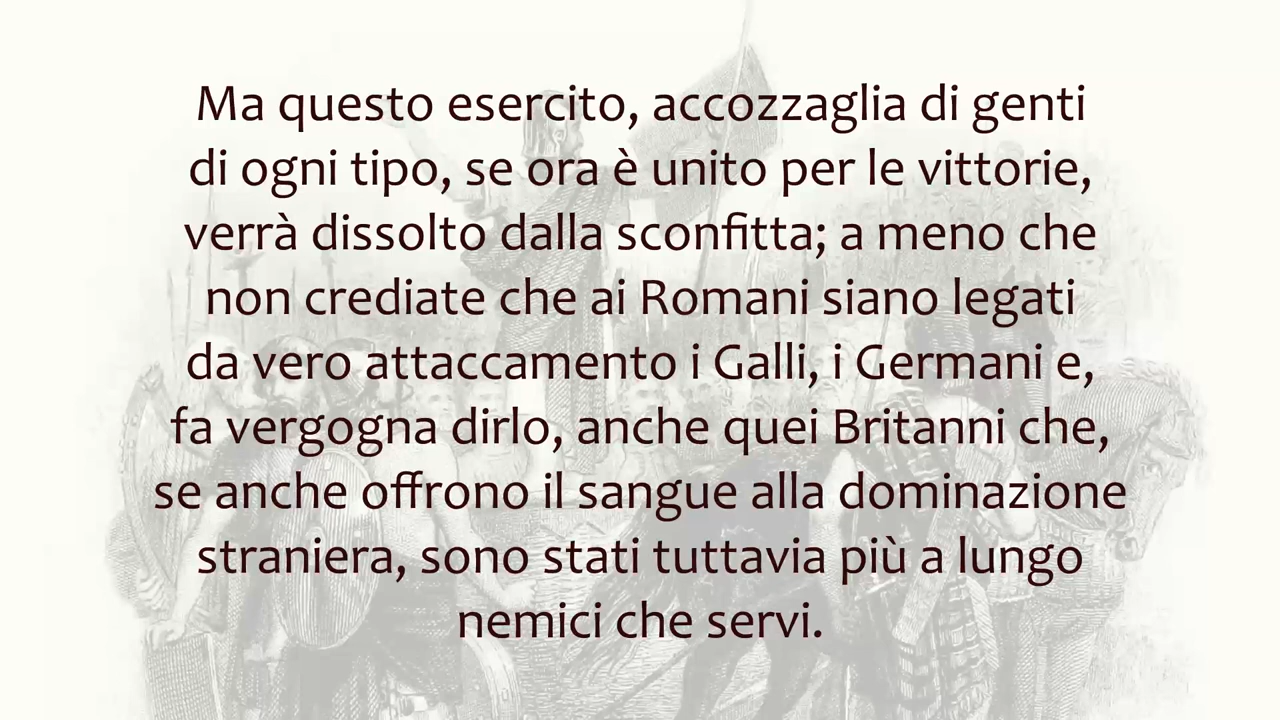 Ma questo esercito, accozzaglia di genti
di ogni tipo, se ora è unito per le vittorie,
verrà dissolto dalla sconfitta; a meno che
non crediate che ai Romani siano legati
da vero attaccamento i Galli, i Germani e,
fa vergogna dirlo, anche quei Britanni che,
se anche offrono il sangue alla dominazione
straniera, sono stati tuttavia più a lungo
nemici che servi.